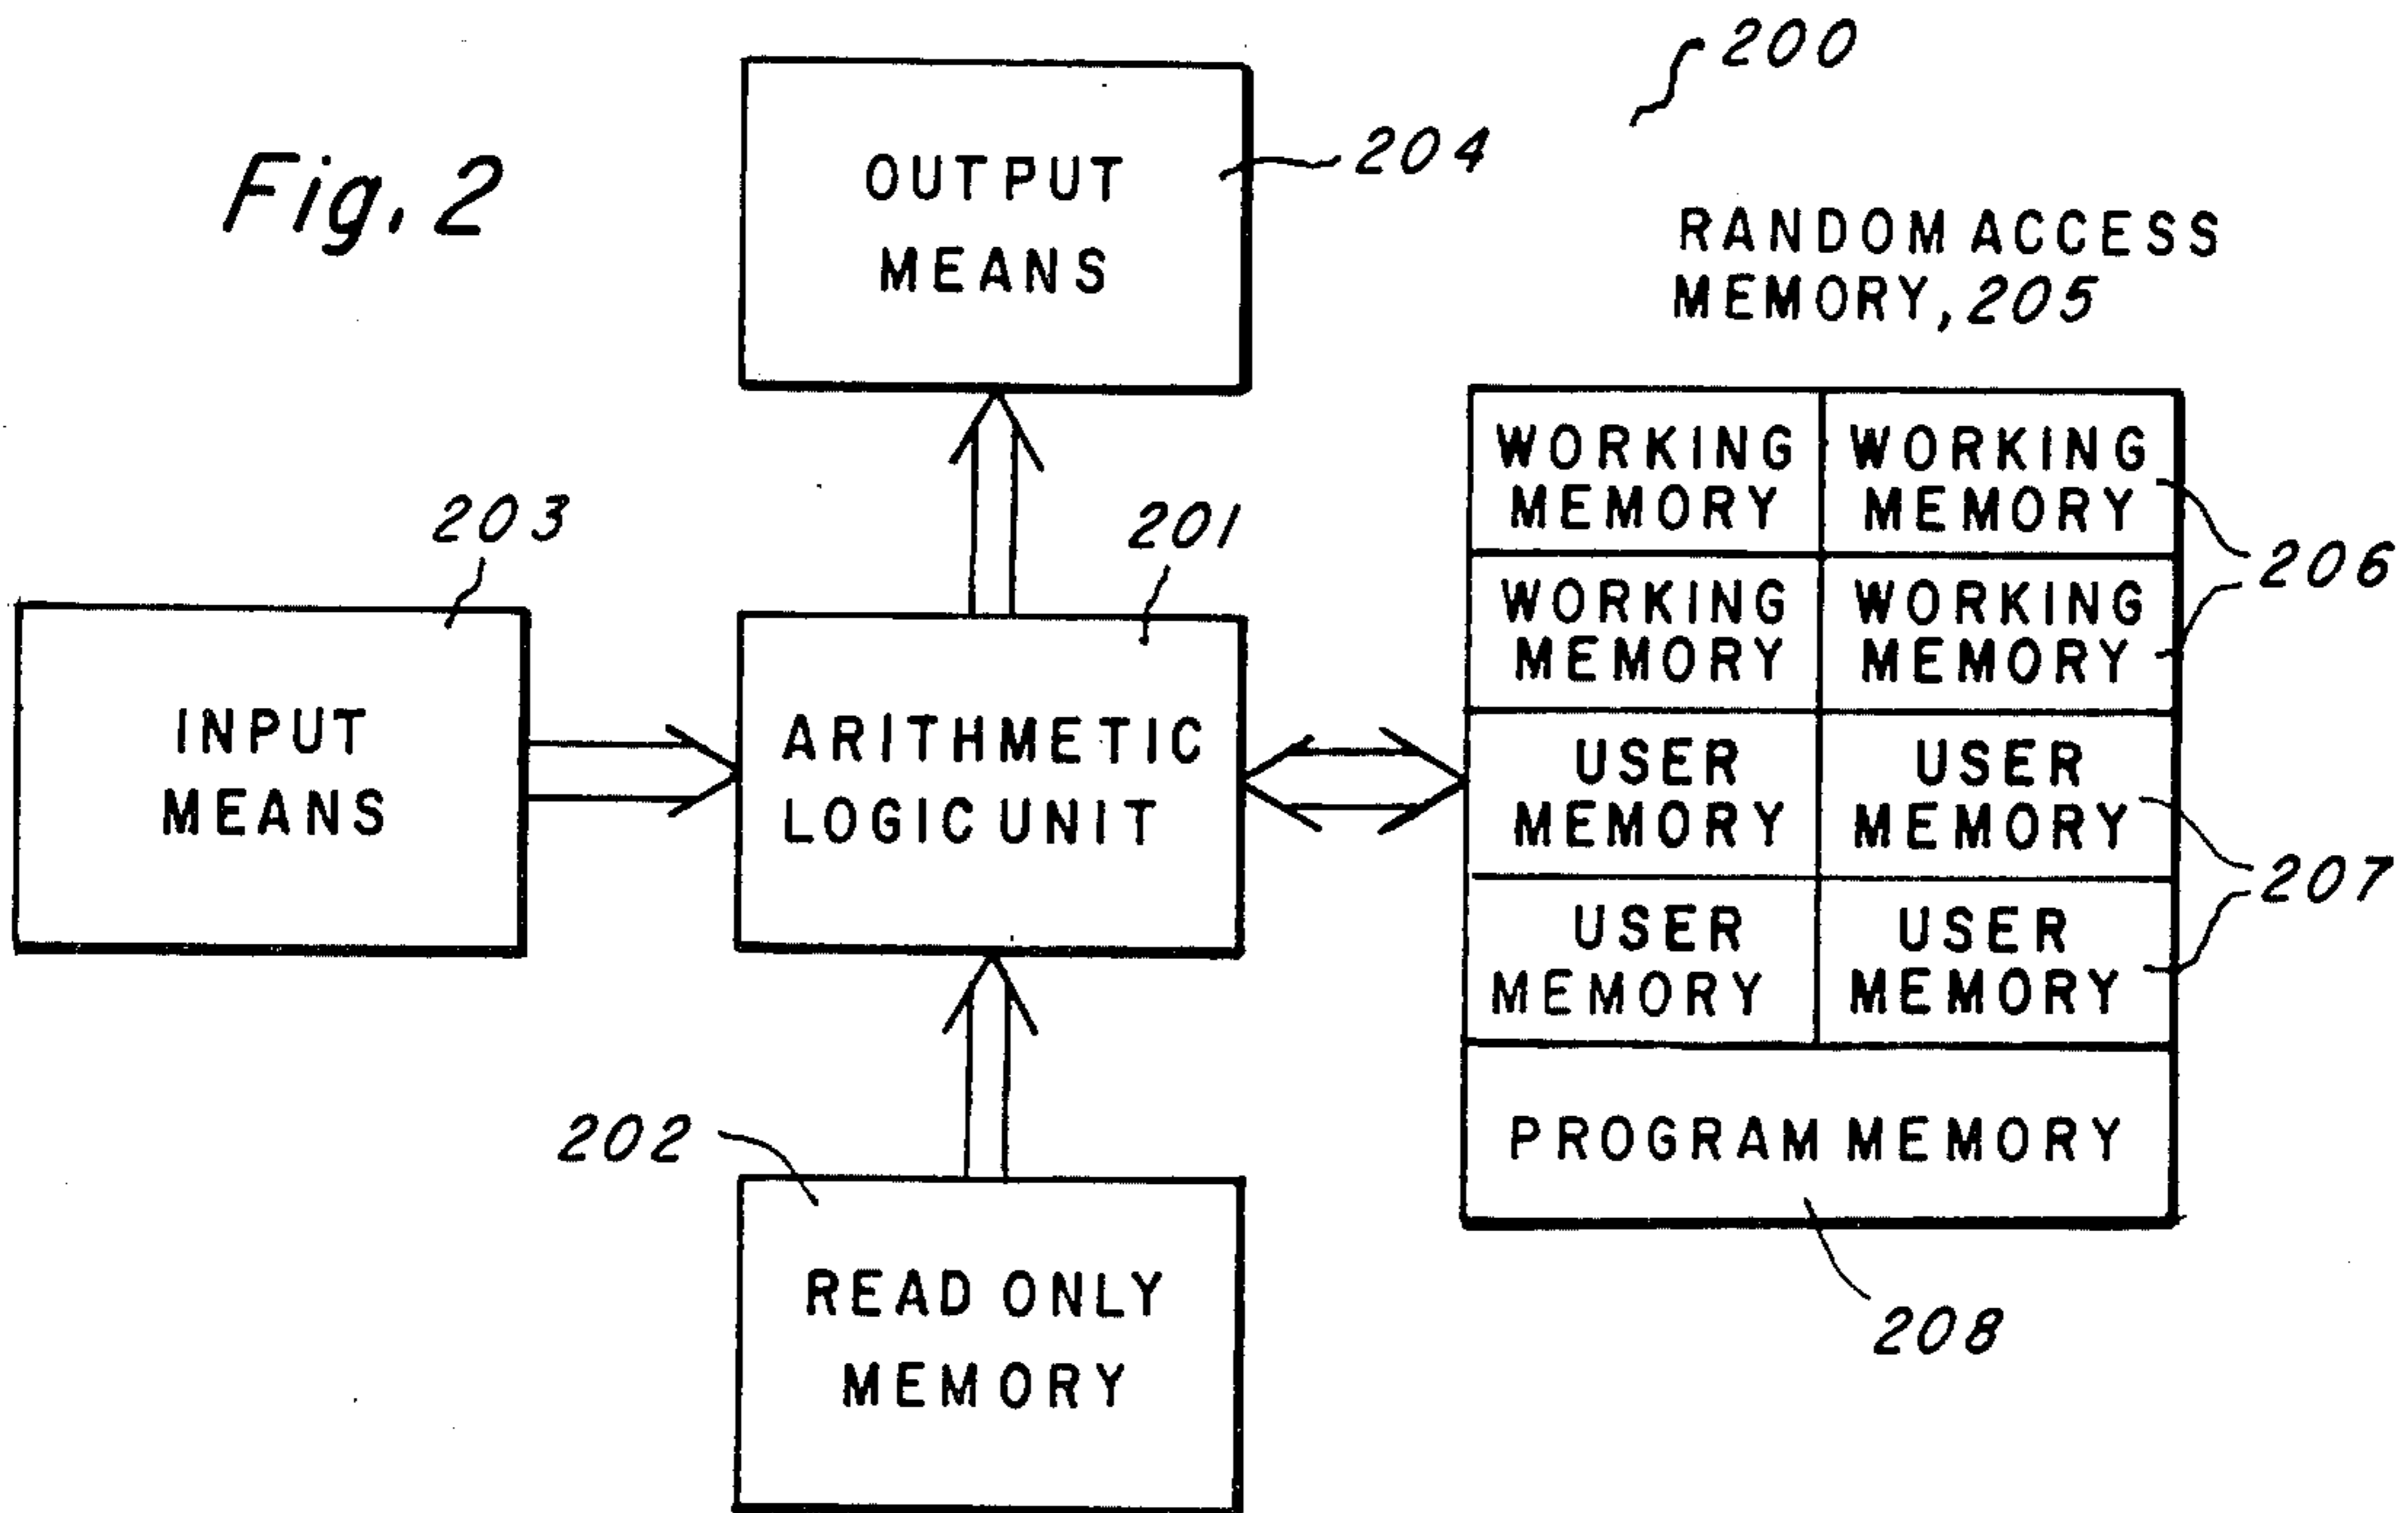 Fig. 2
200
OUTPUT
MEANS
204
RANDOM ACCESS
MEMORY, 205
203
INPUT
MEANS
201
ARITHMETIC
LOGIC UNIT
202
READ ONLY
MEMORY
WORKING
MEMORY
WORKING
MEMORY
206
WORKING
MEMORY
WORKING
MEMORY
USER
MEMORY
USER
MEMORY
207
USER
MEMORY
USER
MEMORY
PROGRAM MEMORY
208